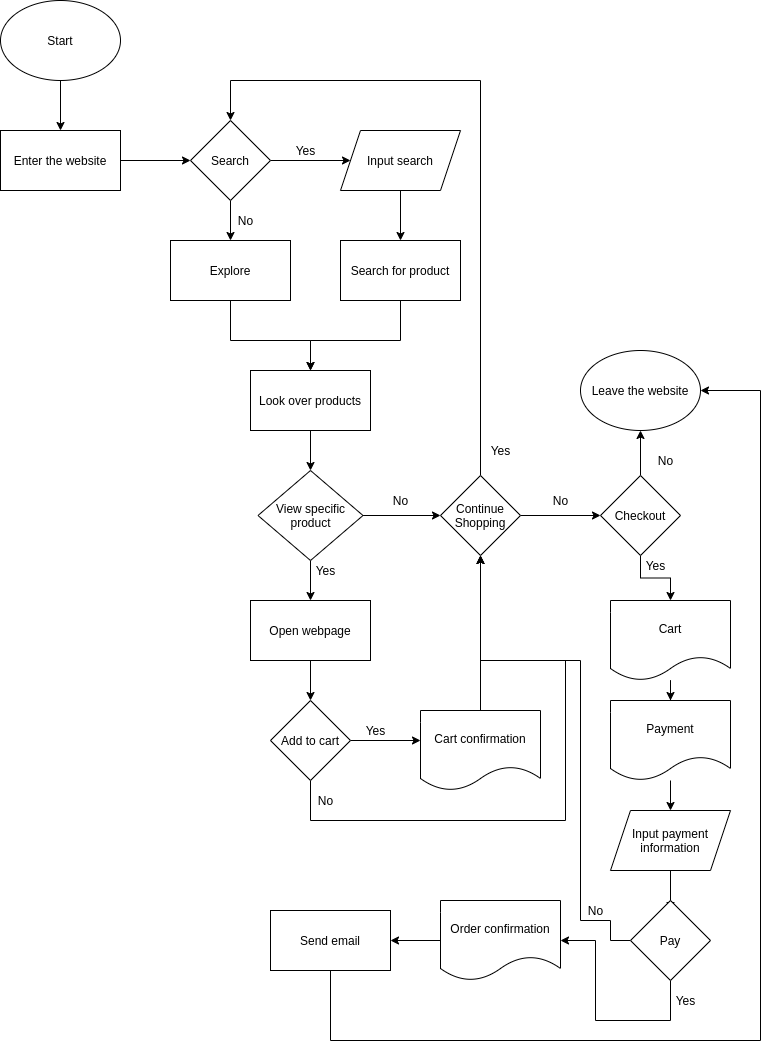 Start
Enter the website
Search
Yes
Input search
No
Explore
Search for product
Look over products
Leave the website
Yes
No
View specific
product
No
Continue
Shopping
No
Checkout
Yes
Yes
Open webpage
Cart
Add to cart
Yes
Cart confirmation
Payment
No
Input payment
information
No
Order confirmation
Send email
Pay
Yes